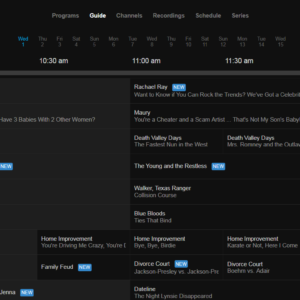 Programs Guide Channels Recordings Schedule Series
Wed Thu Fri Sat Sun Mon Tue Wed Thu Fri Sat Sun Mon Tue Wed
1 2 3 4 5 6 7 8 9 10 11 12 13 14 15
10:30 am 11:00 am 11:30 am
Rachael Ray NEW
Want to Know if You Can Rock the Trends? We've Got a Celebri
Maury
Have 3 Babies With 2 Other Women?
You're a Cheater and a Scam Artist ... That's Not My Son's Baby!
Death Valley Days
The Fastest Nun in the West
Death Valley Days
Mrs. Romney and the Outlaw
NEW
The Young and the Restless NEW
Walker, Texas Ranger
Collision Course
Blue Bloods
Ties That Bind
Home Improvement
You're Driving Me Crazy, You're D
Home Improvement
Bye, Bye, Birdie
Home Improvement
Karate or Not, Here I Come
Family Feud NEW
Divorce Court NEW
Jackson-Presley vs. Jackson-Pre
Divorce Court
Boehm vs. Adair
Jenna NEW
Dateline
The Night Lynsie Disappeared